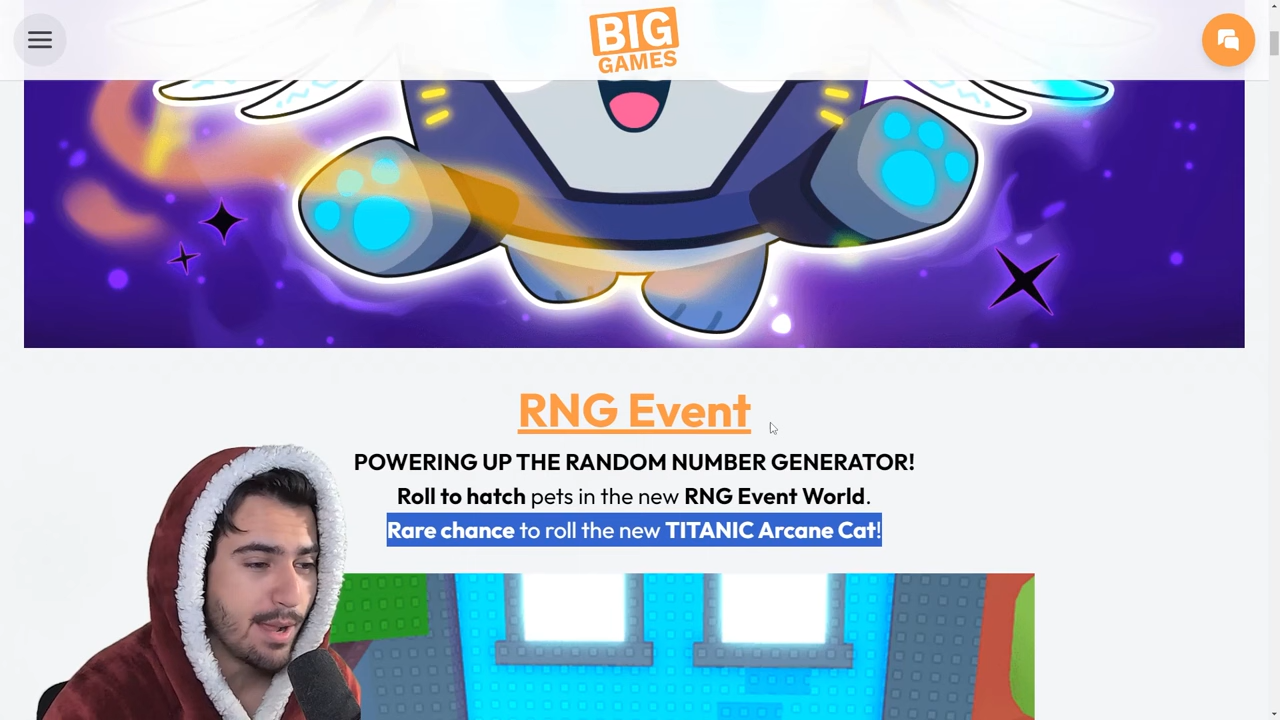 BIG
GAMES
RNG Event
POWERING UP THE RANDOM NUMBER GENERATOR!
Roll to hatch pets in the new RNG Event World.
Rare chance to roll the new TITANIC Arcane Cat!